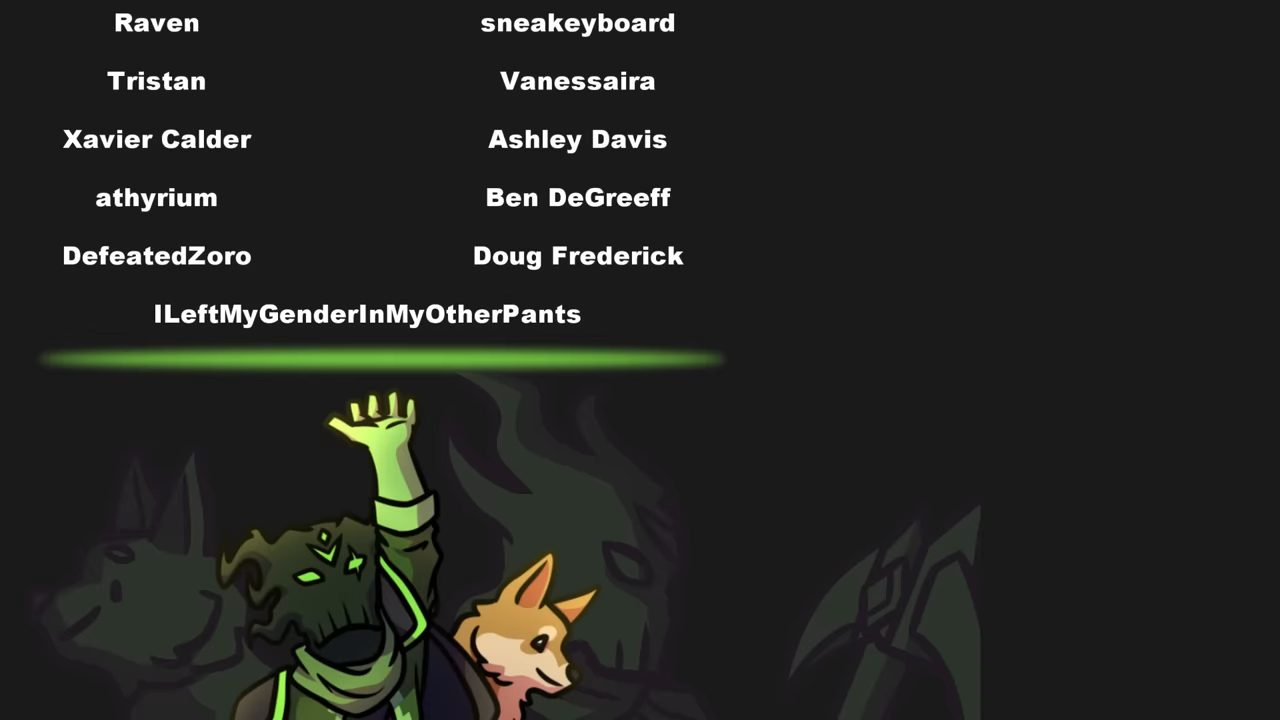 Raven sneakeyboard
Tristan Vanessaira
Xavier Calder Ashley Davis
athyrium Ben DeGreeff
DefeatedZoro Doug Frederick
ILeftMyGenderInMyOtherPants